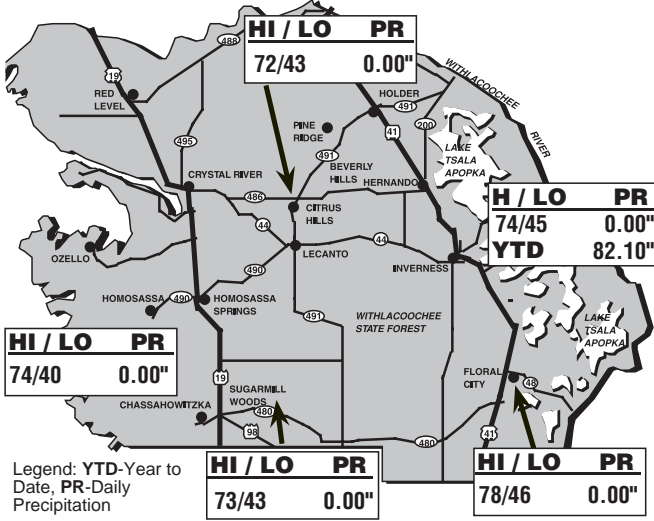 HI / LO PR
72/43 0.00"
488
19
RED
LEVEL
HOLDER
WITHLACOOCHEE
RIVER
491
PINE
RIDGE
41
200
495
491
LAKE
TSALA
APOPKA
BEVERLY
HILLS
CRYSTAL RIVER
HERNANDO
486
CITRUS
HILLS
H / LO PR
74/45 0.00"
YTD 82.10"
44
44
OZELLO
LECANTO
INVERNESS
490
HOMOSASSA
490
HOMOSASSA
SPRINGS
491
WITHLACOOCHEE
STATE FOREST
LAKE
TSALA
APOPKA
HI / LO PR
74/40 0.00"
19
SUGARMILL
WOODS
FLORAL
CITY
48
CHASSAHOWITZKA
480
98
480
41
Legend: YTD-Year to
Date, PR-Daily
Precipitation
HI / LO PR
73/43 0.00"
HI / LO PR
78/46 0.00"